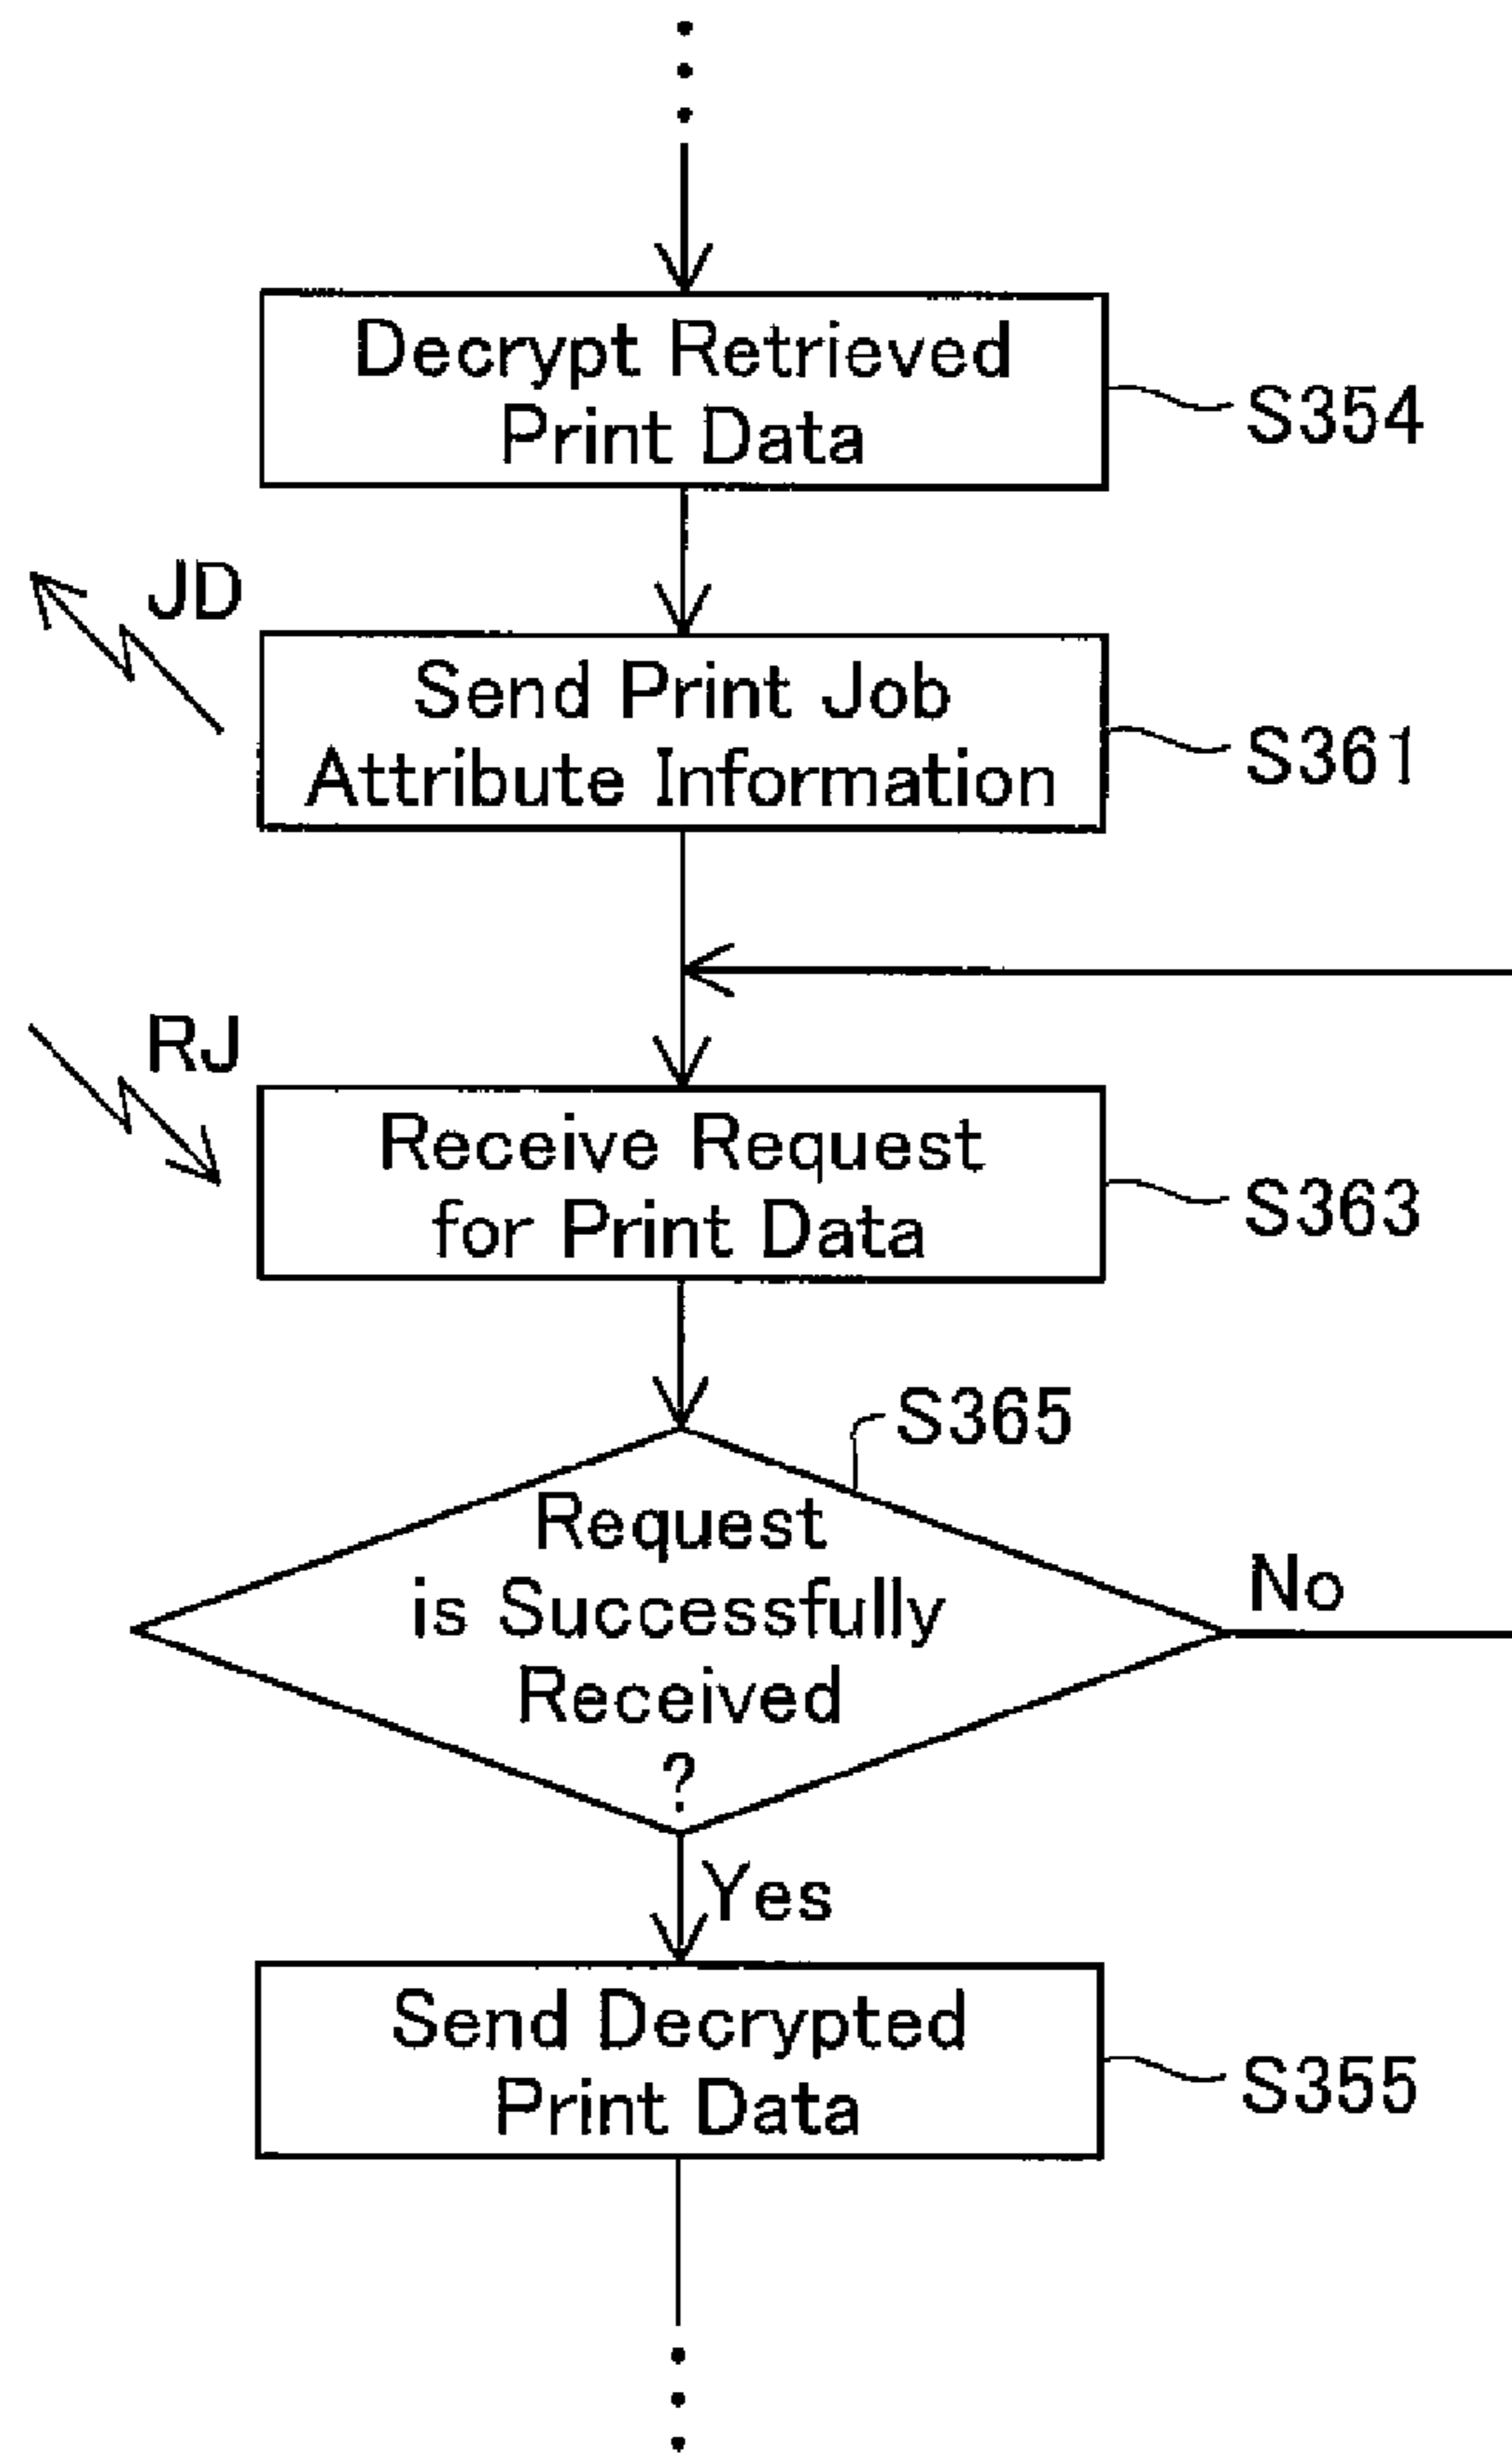 Decrypt Retrieved
Print Data
S354
JD
Send Print Job
Attribute Information
S361
RJ
Receive Request
for Print Data
S363
S365
Request
is Successfully
Received
?
No
Yes
Send Decrypted
Print Data
S355